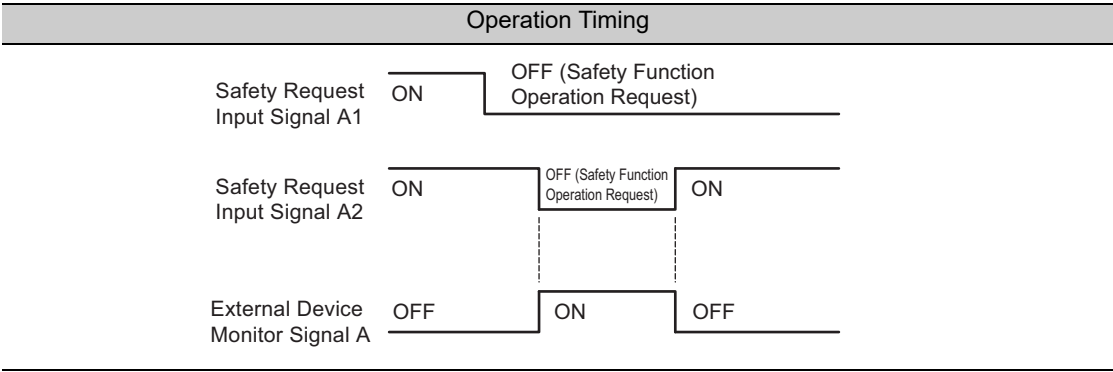 Operation Timing
Safety Request
Input Signal A1
ON
OFF (Safety Function
Operation Request)
Safety Request
Input Signal A2
ON
OFF (Safety Function
Operation Request)
ON
External Device
Monitor Signal A
OFF
ON
OFF